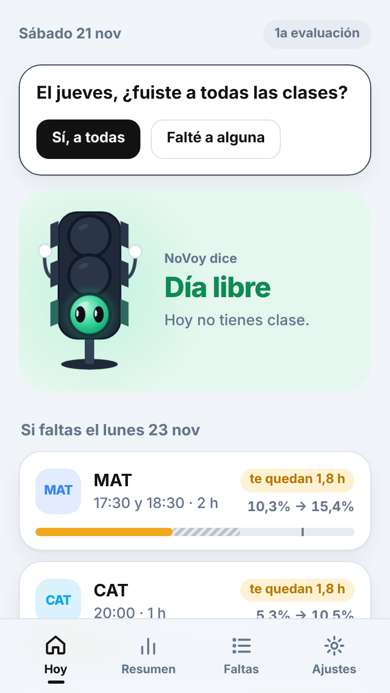 Sábado 21 nov
1a evaluación
El jueves, ¿fuiste a todas las clases?
Sí, a todas
Falté a alguna
NoVoy dice
Día libre
Hoy no tienes clase.
Si faltas el lunes 23 nov
MAT
MAT
te quedan 1,8 h
17:30 y 18:30 · 2 h
10,3% → 15,4%
CAT
CAT
te quedan 1,8 h
20:00 · 1 h
5,3% → 10,5%
Hoy
Resumen
Faltas
Ajustes